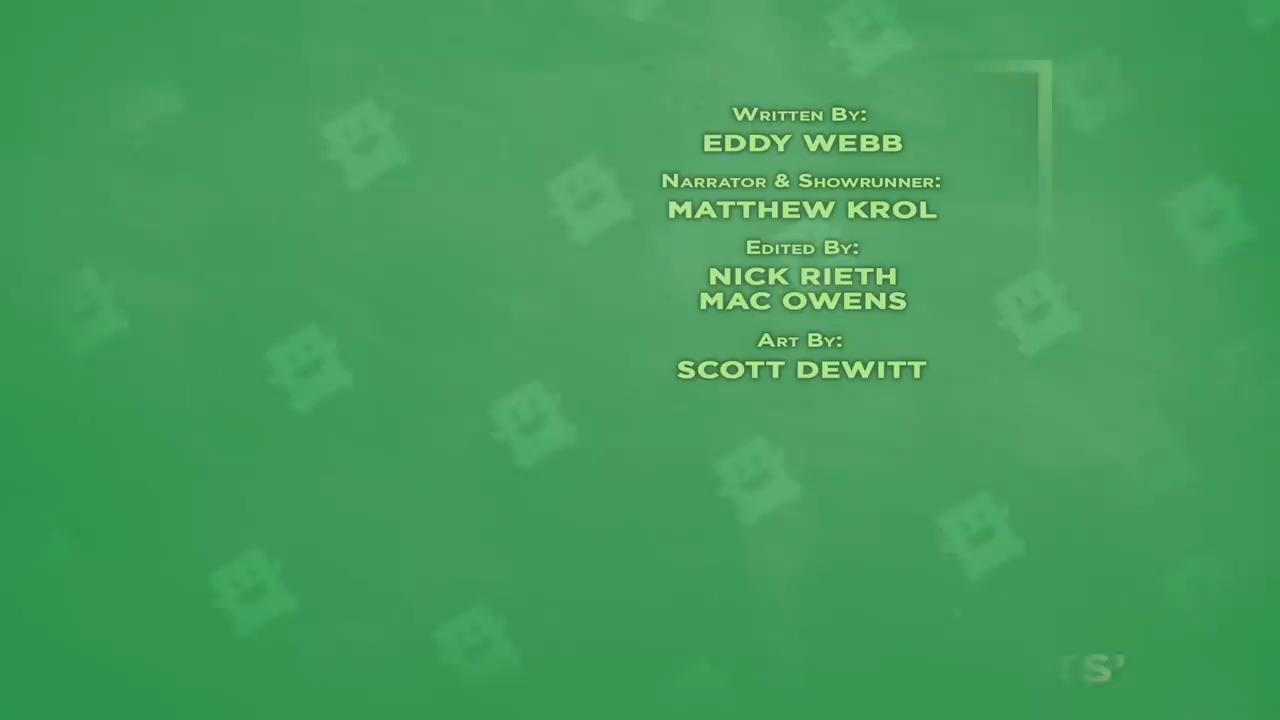 Written By:
EDDY WEBB
Narrator & Showrunner:
MATTHEW KROL
Edited By:
NICK RIETH
MAC OWENS
Art By:
SCOTT DEWITT